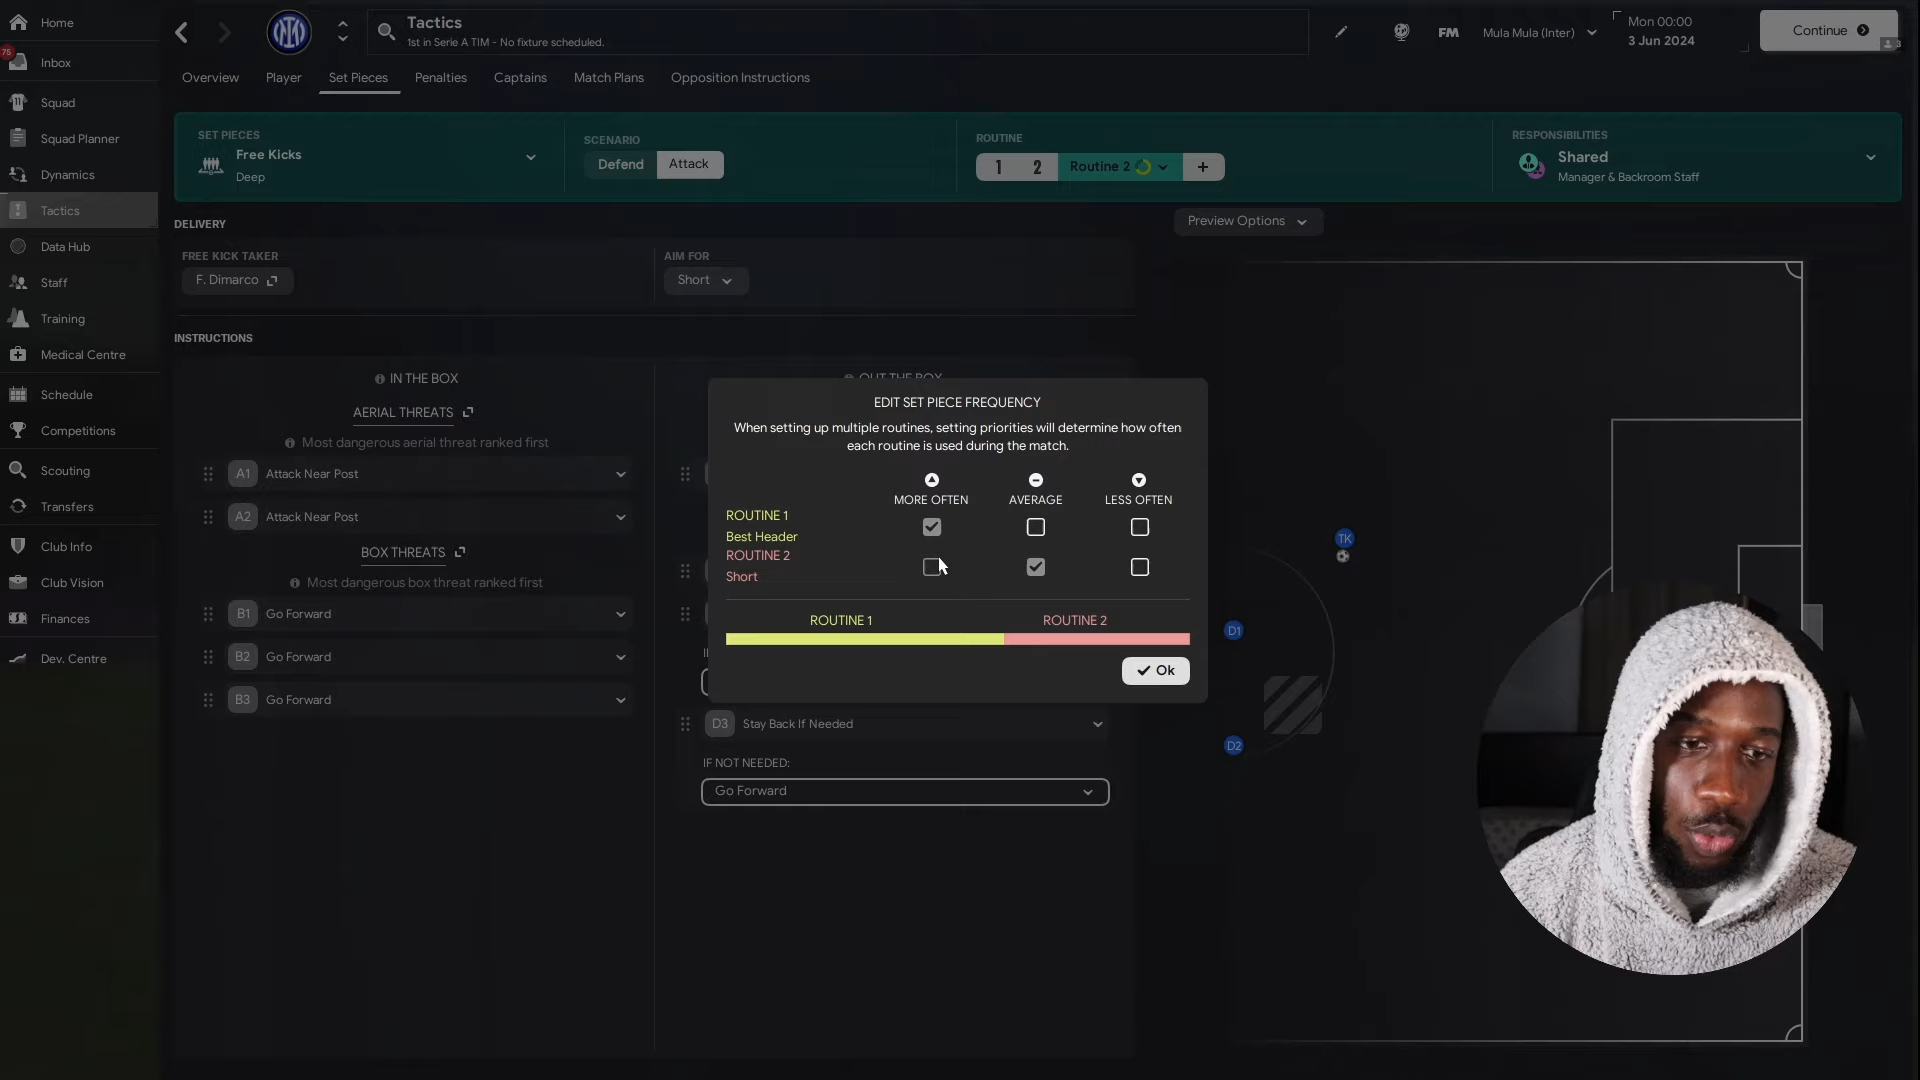 Home
75
Inbox
Squad
Squad Planner
Dynamics
Tactics
Data Hub
Staff
Training
Medical Centre
Schedule
Competitions
Scouting
Transfers
Club Info
Club Vision
Finances
Dev. Centre
Tactics
1st in Serie A TIM - No fixture scheduled.
FM
Mula Mula (Inter)
Mon 00:00
3 Jun 2024
Continue
Overview
Player
Set Pieces
Penalties
Captains
Match Plans
Opposition Instructions
SET PIECES
Free Kicks
Deep
SCENARIO
Defend
Attack
ROUTINE
1
2
Routine 2
+
RESPONSIBILITIES
Shared
Manager & Backroom Staff
DELIVERY
FREE KICK TAKER
F. Dimarco
AIM FOR
Short
Preview Options
INSTRUCTIONS
IN THE BOX
AERIAL THREATS
Most dangerous aerial threat ranked first
A1 Attack Near Post
A2 Attack Near Post
BOX THREATS
Most dangerous box threat ranked first
B1 Go Forward
B2 Go Forward
B3 Go Forward
OUT THE BOX
EDIT SET PIECE FREQUENCY
When setting up multiple routines, setting priorities will determine how often
each routine is used during the match.
MORE OFTEN
AVERAGE
LESS OFTEN
ROUTINE 1
Best Header
ROUTINE 2
Short
ROUTINE 1
ROUTINE 2
Ok
D3 Stay Back If Needed
IF NOT NEEDED:
Go Forward
TK
D1
D2